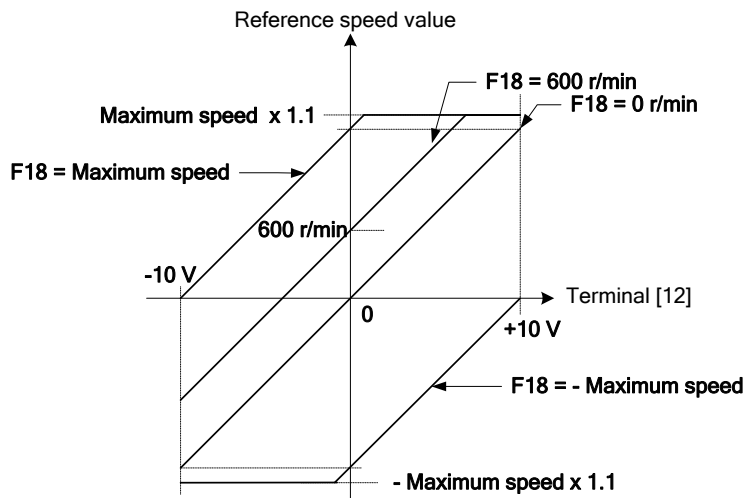 Reference speed value
F18 = 600 r/min
F18 = 0 r/min
Maximum speed x 1.1
F18 = Maximum speed
600 r/min
-10 V
Terminal [12]
0
+10 V
F18 = - Maximum speed
- Maximum speed x 1.1